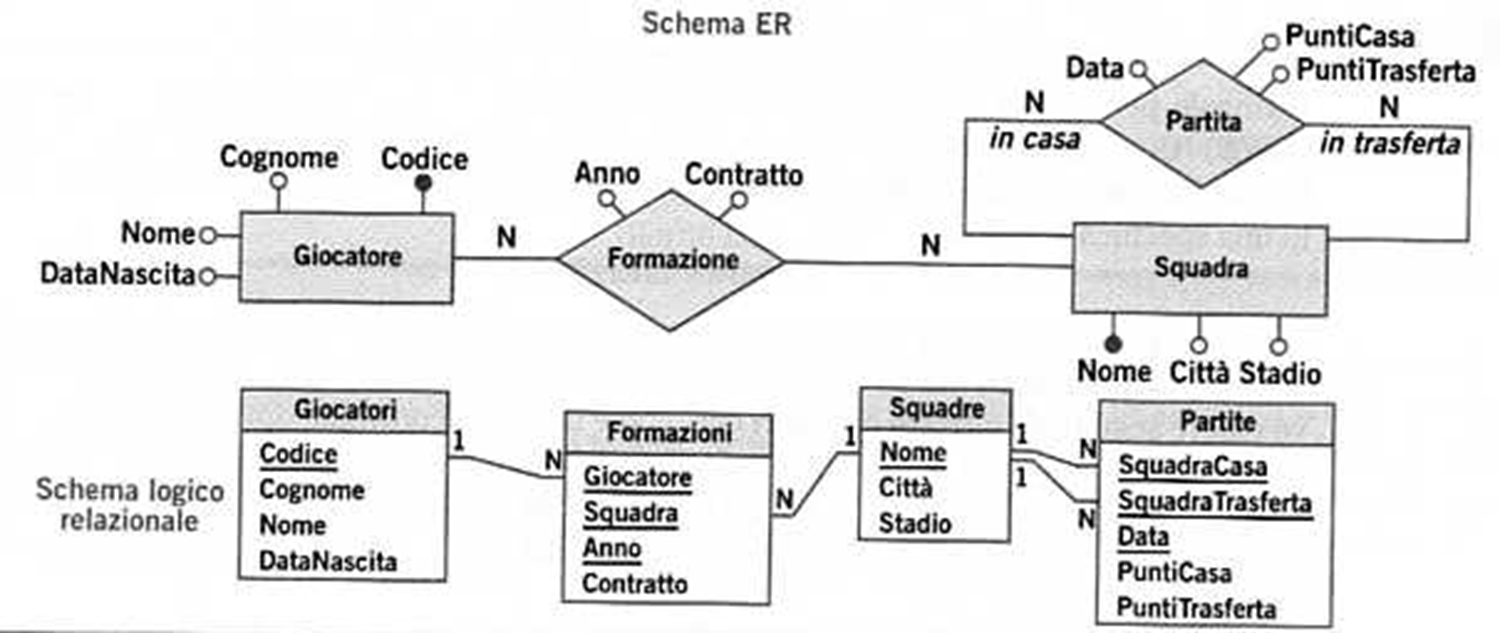 Schema ER
PuntiCasa
Data
PuntiTrasferta
N
N
Partita
in casa
in trasferta
Cognome
Codice
Anno
Contratto
Nome
N
N
Giocatore
Formazione
Squadra
DataNascita
Nome
Città
Stadio
Schema logico
relazionale
Giocatori
Codice
Cognome
Nome
DataNascita
1
N
Formazioni
Giocatore
Squadra
Anno
Contratto
N
1
Squadre
Nome
Città
Stadio
1
1
N
N
Partite
SquadraCasa
SquadraTrasferta
Data
PuntiCasa
PuntiTrasferta